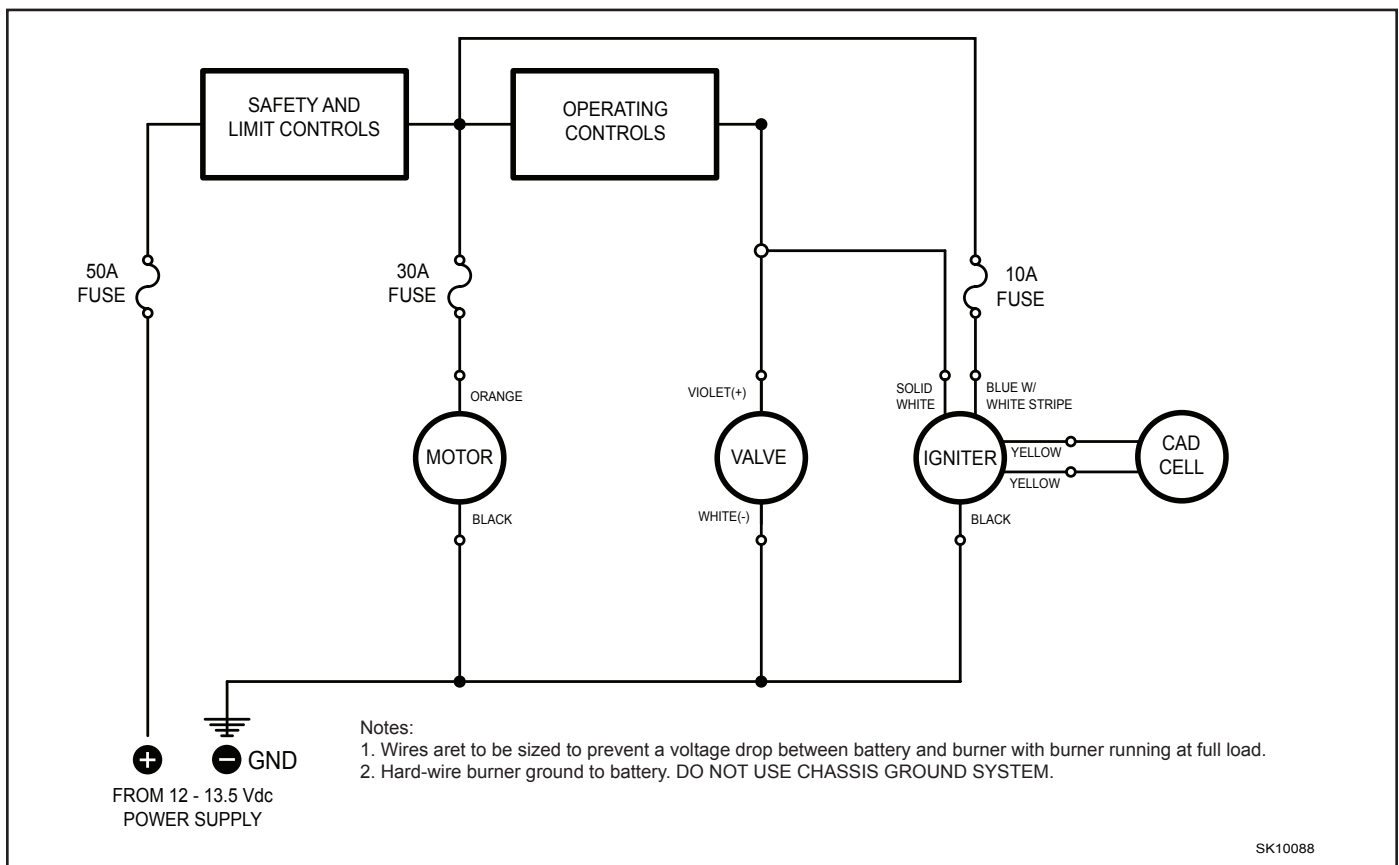 SAFETY AND
LIMIT CONTROLS
OPERATING
CONTROLS
50A
FUSE
30A
FUSE
10A
FUSE
ORANGE
VIOLET(+)
SOLID
WHITE
BLUE W/
WHITE STRIPE
MOTOR
VALVE
IGNITER
YELLOW
YELLOW
CAD
CELL
BLACK
WHITE(-)
BLACK
Notes:
1. Wires aret to be sized to prevent a voltage drop between battery and burner with burner running at full load.
2. Hard-wire burner ground to battery. DO NOT USE CHASSIS GROUND SYSTEM.
+
- GND
FROM 12 - 13.5 Vdc
POWER SUPPLY
SK10088